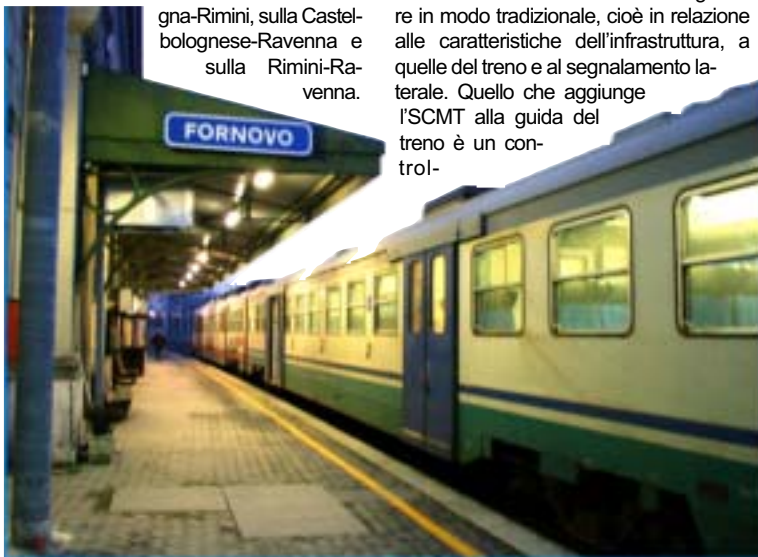 gna-Rimini, sulla Castel-
bolognese-Ravenna e
sulla Rimini-Ra-
venna.
re in modo tradizionale, cioè in relazione
alle caratteristiche dell'infrastruttura, a
quelle del treno e al segnalamento la-
terale. Quello che aggiunge
l'SCMT alla guida del
treno è un con-
trol-
FORNOVO